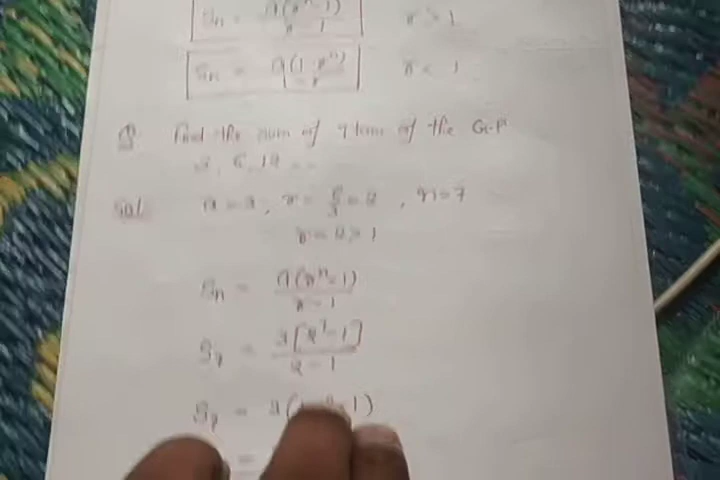 Sn = a(r^n - 1) / r - 1   r > 1
Sn = a(1 - r^n) / - r   r < 1
Q Find the sum of 7 term of the G.P
3, 6, 12 ...
Sol. a = 3, r = 6/3 = 2, n = 7
r = 2 > 1
Sn = a(r^n - 1) / r - 1
S7 = 3[2^7 - 1] / 2 - 1
S7 = 3( - 1)
=